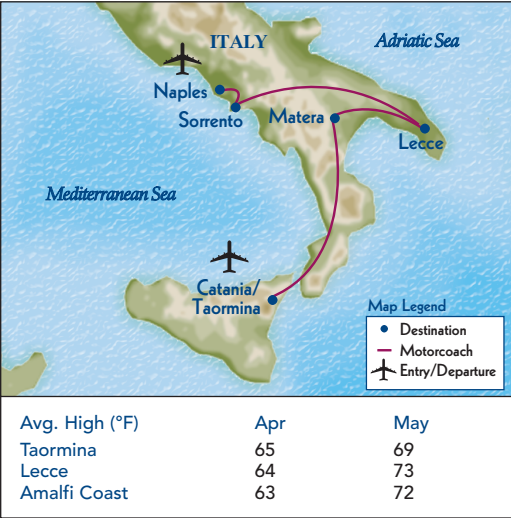 ITALY
Adriatic Sea
Naples
Sorrento
Matera
Lecce
Mediterranean Sea
Catania/
Taormina
Map Legend
Destination
Motorcoach
Entry/Departure
Avg. High (°F) Apr May
Taormina 65 69
Lecce 64 73
Amalfi Coast 63 72